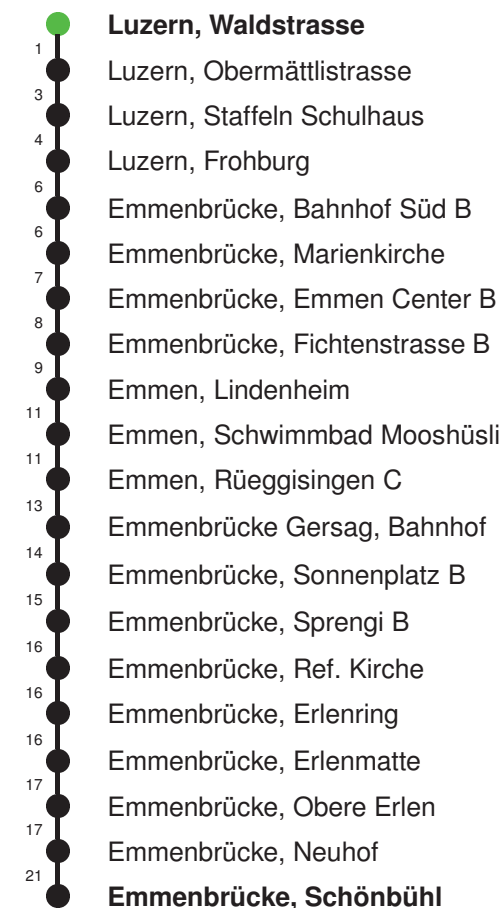 Luzern, Waldstrasse
1
Luzern, Obermättlistrasse
3
Luzern, Staffeln Schulhaus
4
Luzern, Frohburg
6
Emmenbrücke, Bahnhof Süd B
6
Emmenbrücke, Marienkirche
7
Emmenbrücke, Emmen Center B
8
Emmenbrücke, Fichtenstrasse B
9
Emmen, Lindenheim
11
Emmen, Schwimmbad Mooshüsli
11
Emmen, Rüeggisingen C
13
Emmenbrücke Gersag, Bahnhof
14
Emmenbrücke, Sonnenplatz B
15
Emmenbrücke, Sprengi B
16
Emmenbrücke, Ref. Kirche
16
Emmenbrücke, Erlenring
16
Emmenbrücke, Erlenmatte
17
Emmenbrücke, Obere Erlen
17
Emmenbrücke, Neuhof
21
Emmenbrücke, Schönbühl